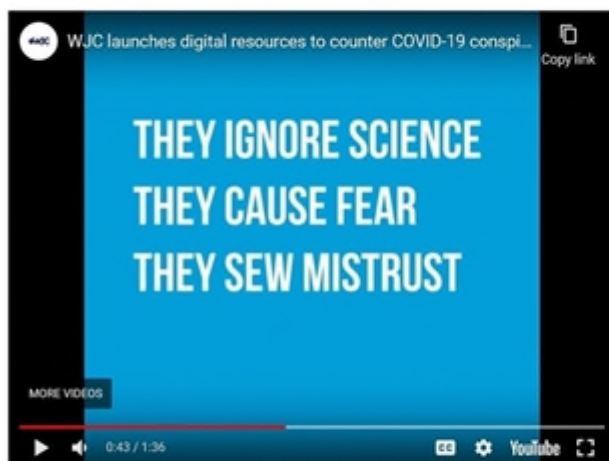 WJC WJC launches digital resources to counter COVID-19 conspi...
Copy link
THEY IGNORE SCIENCE
THEY CAUSE FEAR
THEY SEW MISTRUST
MORE VIDEOS
0:43 / 1:36
CC YouTube